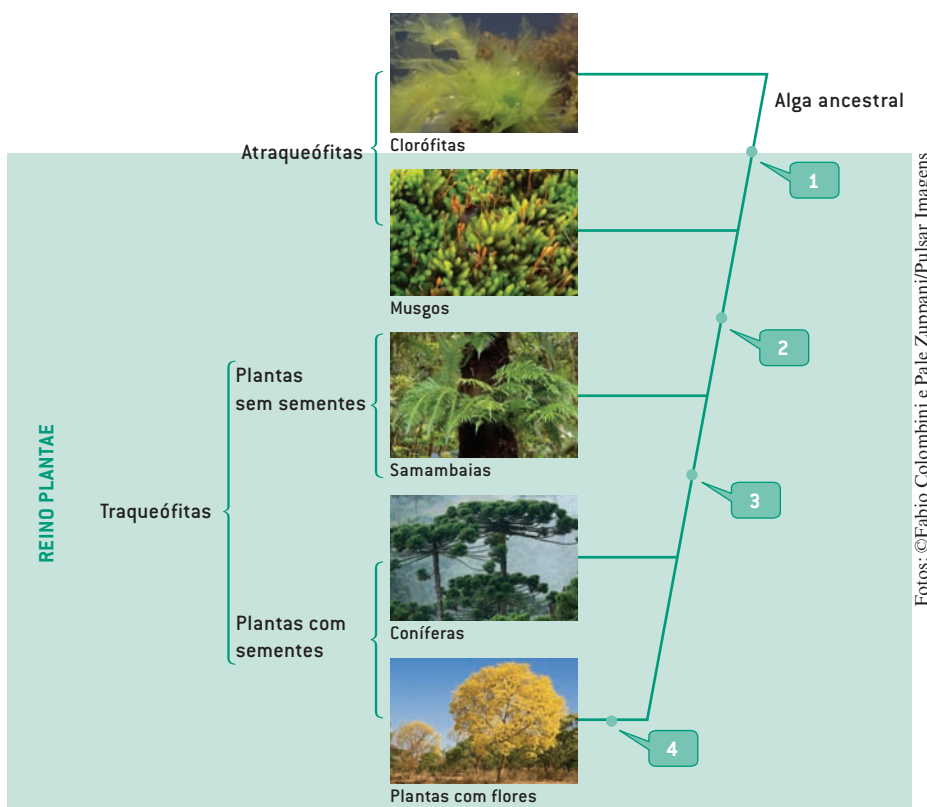 Alga ancestral
Clorófitas
Atraqueófitas
1
Musgos
2
Plantas
sem sementes
Samambaias
REINO PLANTAE
Traqueófitas
3
Plantas com
sementes
Coníferas
4
Plantas com flores
Fotos: ©Fabio Colombini e Pale Zuppani/Pulsar Imagens